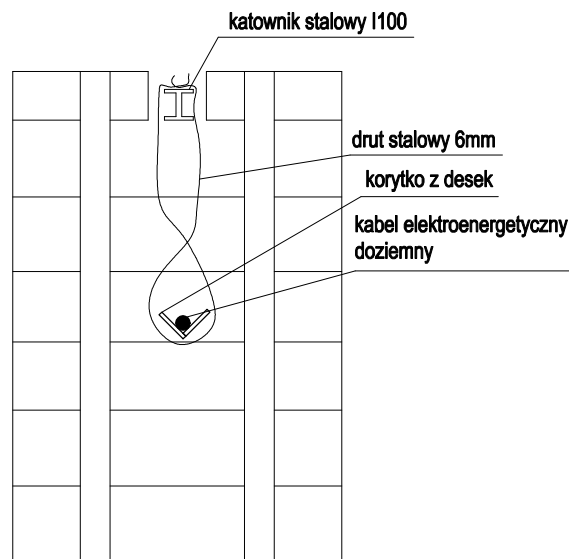 katownik stalowy I100
drut stalowy 6mm
korytko z desek
kabel elektroenergetyczny
doziemny